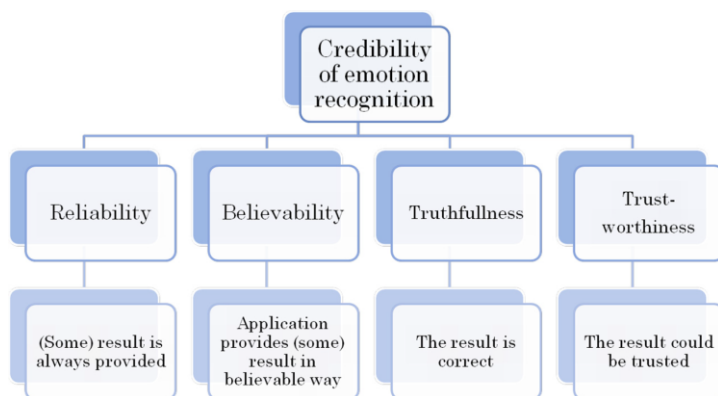 Credibility
of emotion
recognition
Reliability
Believability
Truthfullness
Trust-
worthiness
(Some) result is
always provided
Application
provides (some)
result in
believable way
The result is
correct
The result could
be trusted